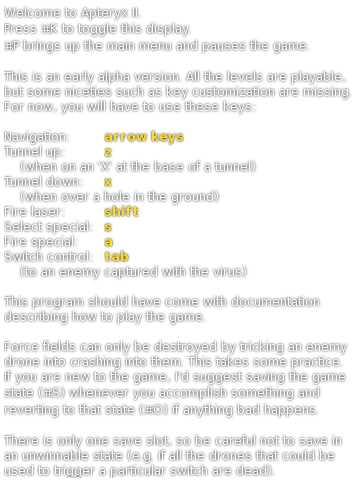 Welcome to Apteryx II.
Press ⌘K to toggle this display.
⌘P brings up the main menu and pauses the game.
This is an early alpha version. All the levels are playable,
but some niceties such as key customization are missing.
For now, you will have to use these keys:
Navigation: arrow keys
Tunnel up: z
(when on an 'X' at the base of a tunnel)
Tunnel down: x
(when over a hole in the ground)
Fire laser: shift
Select special: s
Fire special: a
Switch control: tab
(to an enemy captured with the virus)
This program should have come with documentation
describing how to play the game.
Force fields can only be destroyed by tricking an enemy
drone into crashing into them. This takes some practice.
If you are new to the game, I'd suggest saving the game
state (⌘S) whenever you accomplish something and
reverting to that state (⌘O) if anything bad happens.
There is only one save slot, so be careful not to save in
an unwinnable state (e.g. if all the drones that could be
used to trigger a particular switch are dead).